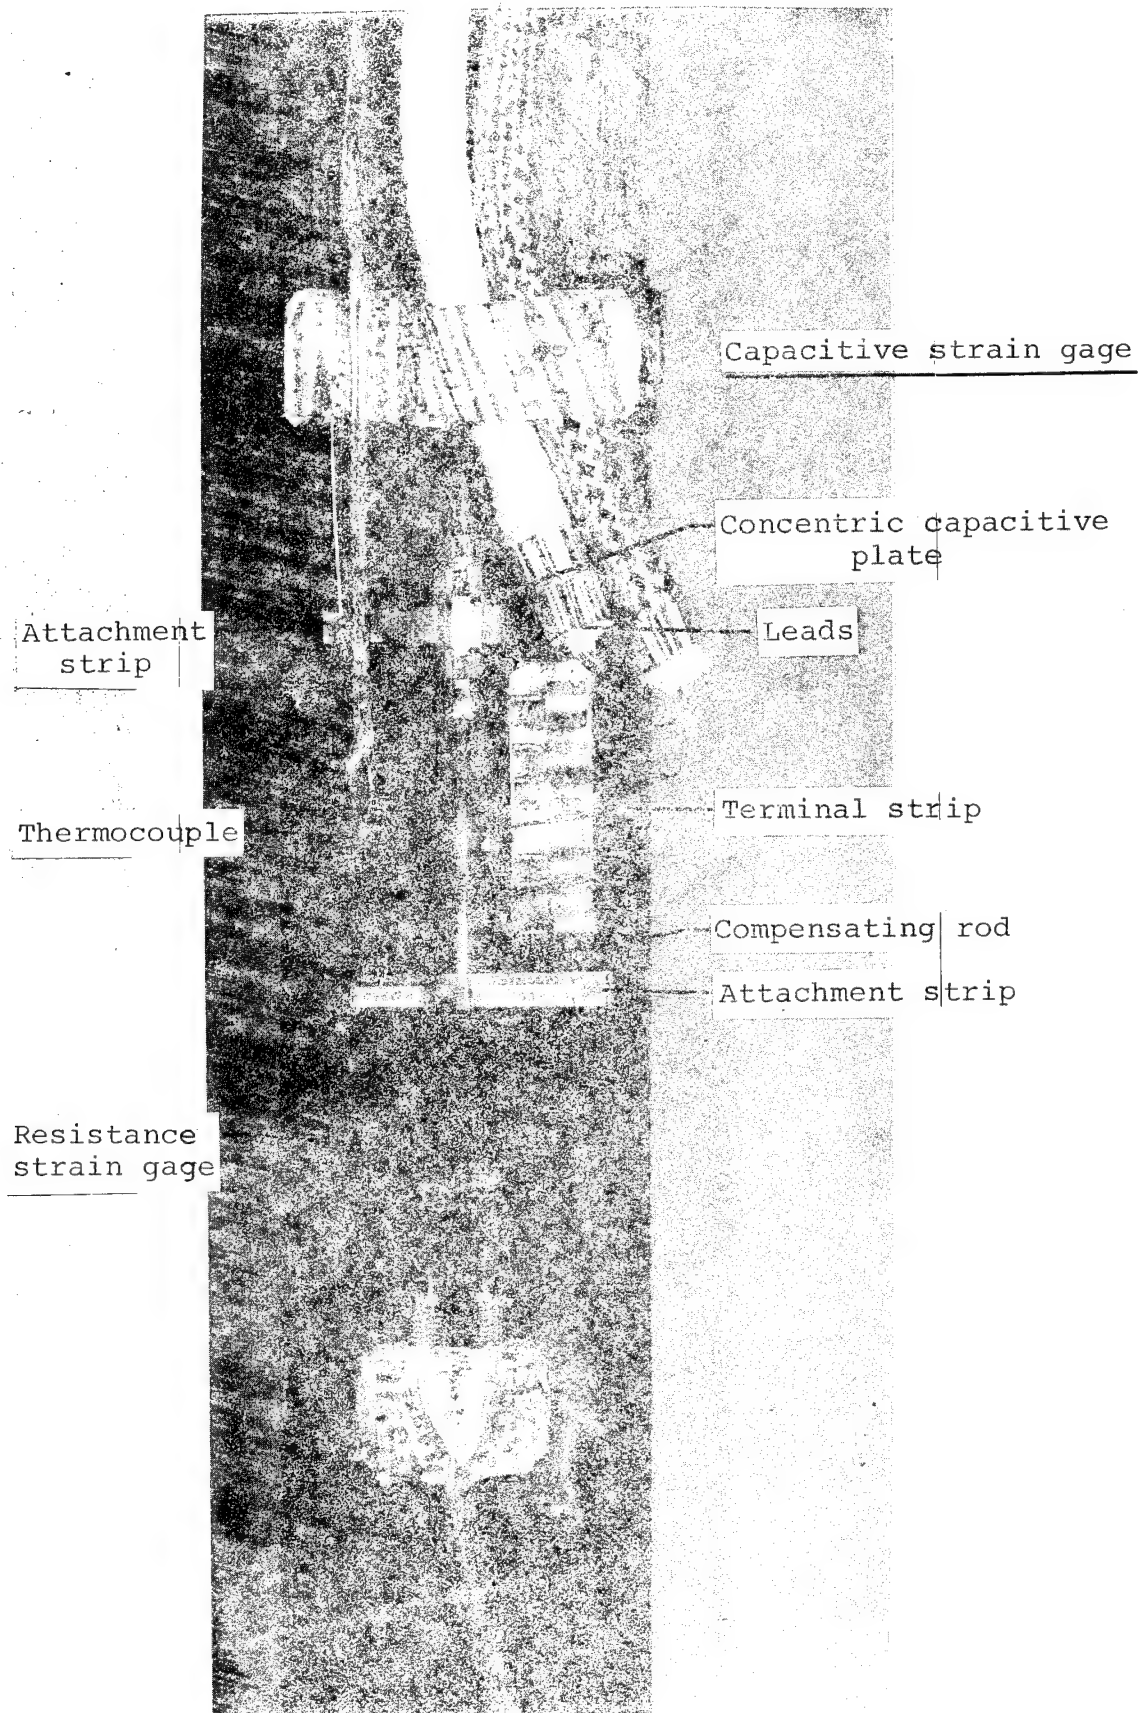 Capacitive strain gage
Concentric capacitive
plate
Attachment
strip
Leads
Terminal strip
Thermocouple
Compensating rod
Attachment strip
Resistance
strain gage